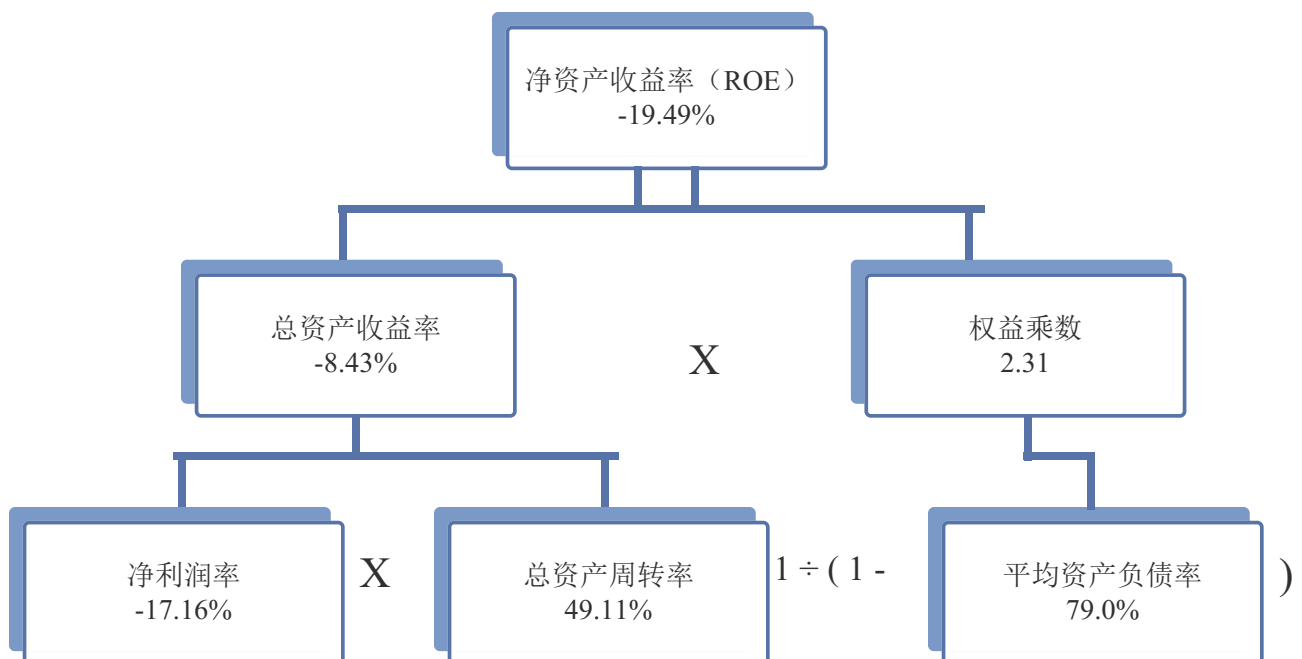 净资产收益率（ROE）
-19.49%
总资产收益率
-8.43%
X
权益乘数
2.31
净利润率
-17.16%
X
总资产周转率
49.11%
1 ÷ ( 1 -
平均资产负债率
79.0%
)